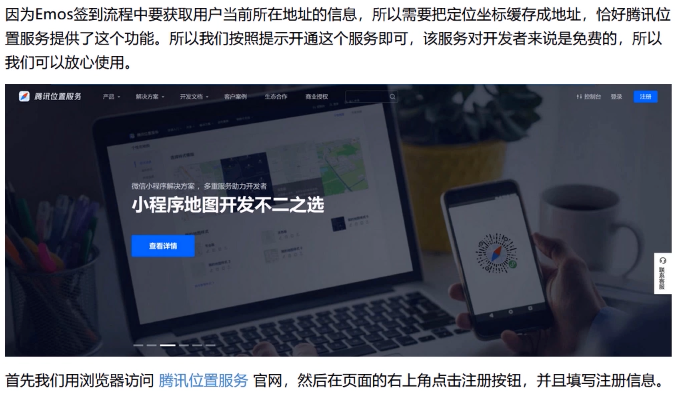 因为Emos签到流程中要获取用户当前所在地址的信息，所以需要把定位坐标缓存成地址，恰好腾讯位
置服务提供了这个功能。所以我们按照提示开通这个服务即可，该服务对开发者来说是免费的，所以
我们可以放心使用。
腾讯位置服务 产品 解决方案 开发文档 客户案例 生态合作 商业授权 控制台 登录 注册
微信小程序解决方案，多重服务助力开发者
小程序地图开发不二之选
查看详情
联系客服
首先我们用浏览器访问 腾讯位置服务 官网，然后在页面的右上角点击注册按钮，并且填写注册信息。